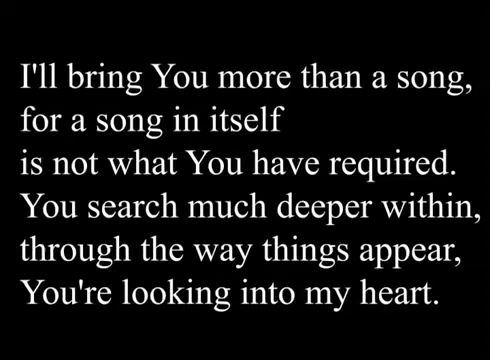 I'll bring You more than a song,
for a song in itself
is not what You have required.
You search much deeper within,
through the way things appear,
You're looking into my heart.